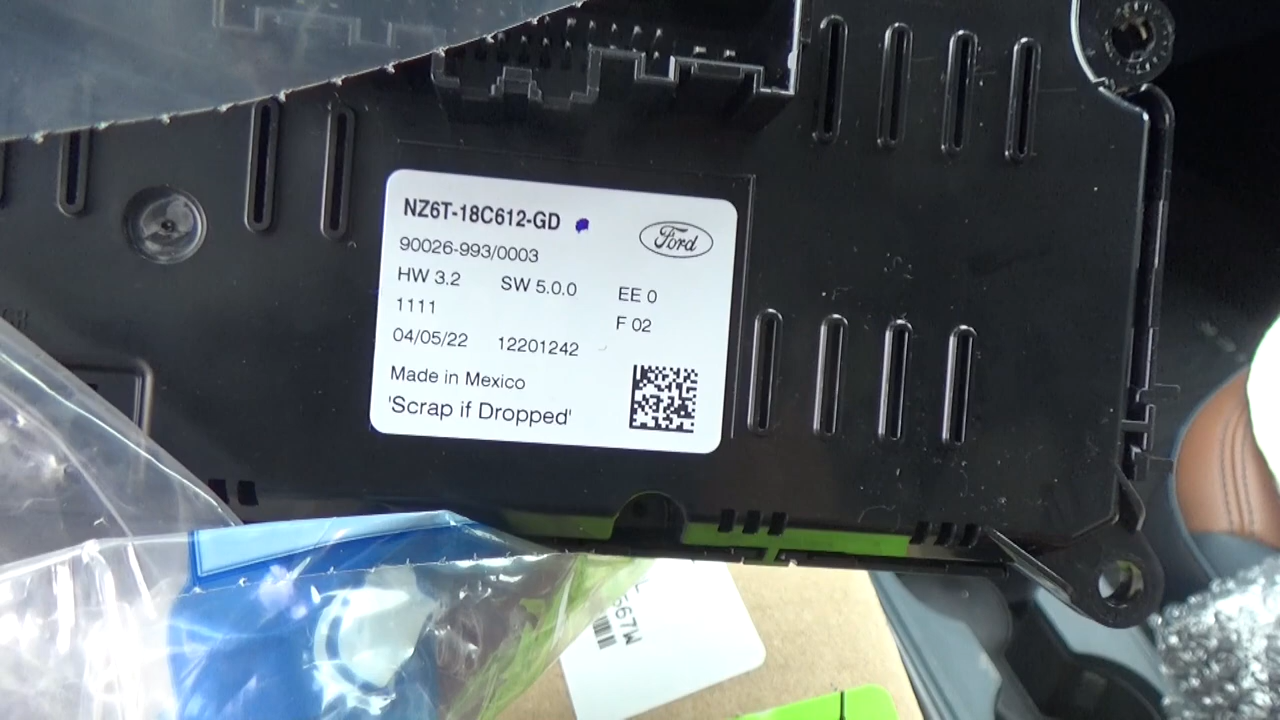 NZ6T-18C612-GD
Ford
90026-993/0003
HW 3.2 SW 5.0.0 EE 0
1111 F 02
04/05/22 12201242
Made in Mexico
'Scrap if Dropped'
567W